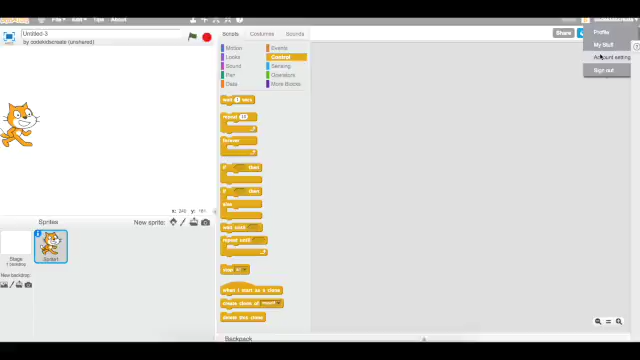 File Edit Tips About
Profile
My Stuff
Account setting
Sign out
Share
Untitled-3
by codekidscreate (unshared)
Scripts Costumes Sounds
Motion Events
Looks Control
Sound Sensing
Pen Operators
Data More Blocks
wait 1 secs
repeat 10
forever
if then
if then
else
wait until
repeat until
stop all
when I start as a clone
create clone of myself
delete this clone
x: 240 y:
Sprites New sprite:
Stage
1 backdrop
Sprite1
New backdrop:
Backpack